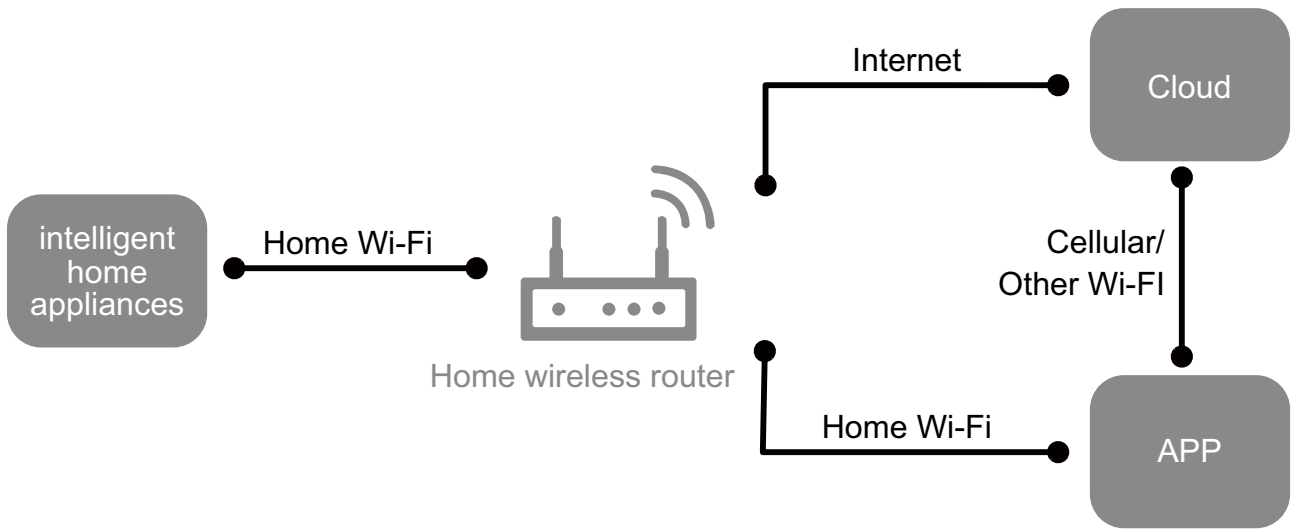 Internet
Cloud
intelligent
home
appliances
Home Wi-Fi
Cellular/
Other Wi-FI
Home wireless router
Home Wi-Fi
APP